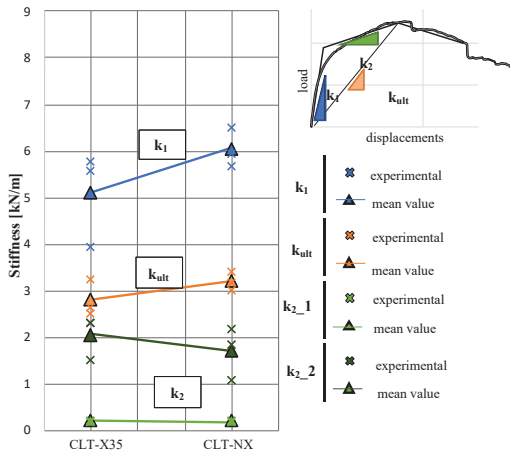 9
8
7
6
5
4
3
2
1
0
Stiffness [kN/m]
k1
kult
k2
CLT-X35
CLT-NX
load
k2
k1
kult
displacements
k1
experimental
mean value
kult
experimental
mean value
k2_1
experimental
mean value
k2_2
experimental
mean value